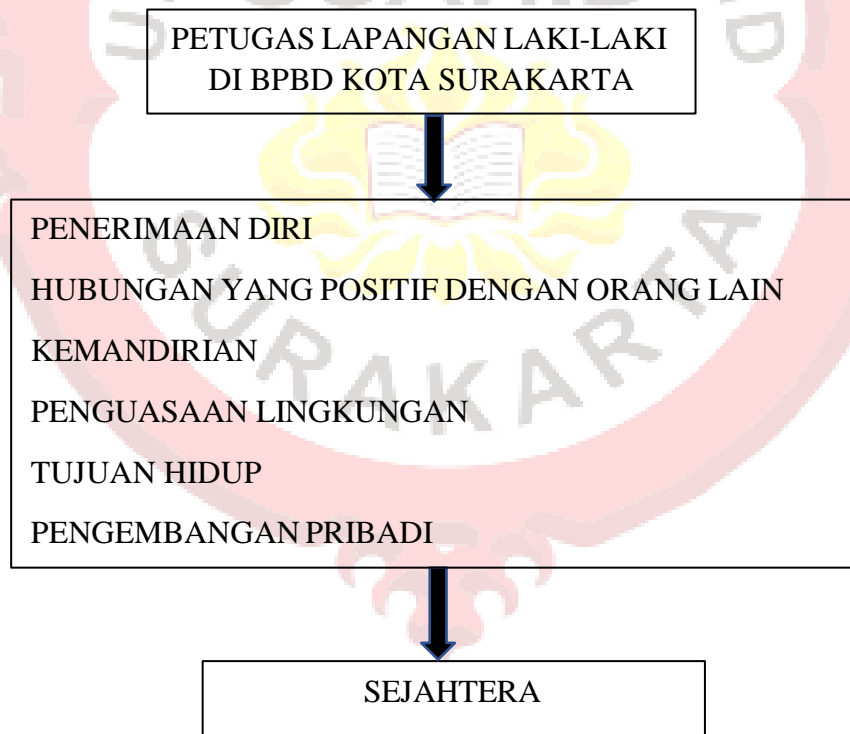 PETUGAS LAPANGAN LAKI-LAKI
DI BPBD KOTA SURAKARTA
PENERIMAAN DIRI
HUBUNGAN YANG POSITIF DENGAN ORANG LAIN
KEMANDIRIAN
PENGUASAAN LINGKUNGAN
TUJUAN HIDUP
PENGEMBANGAN PRIBADI
SEJAHTERA
SURAKARTA